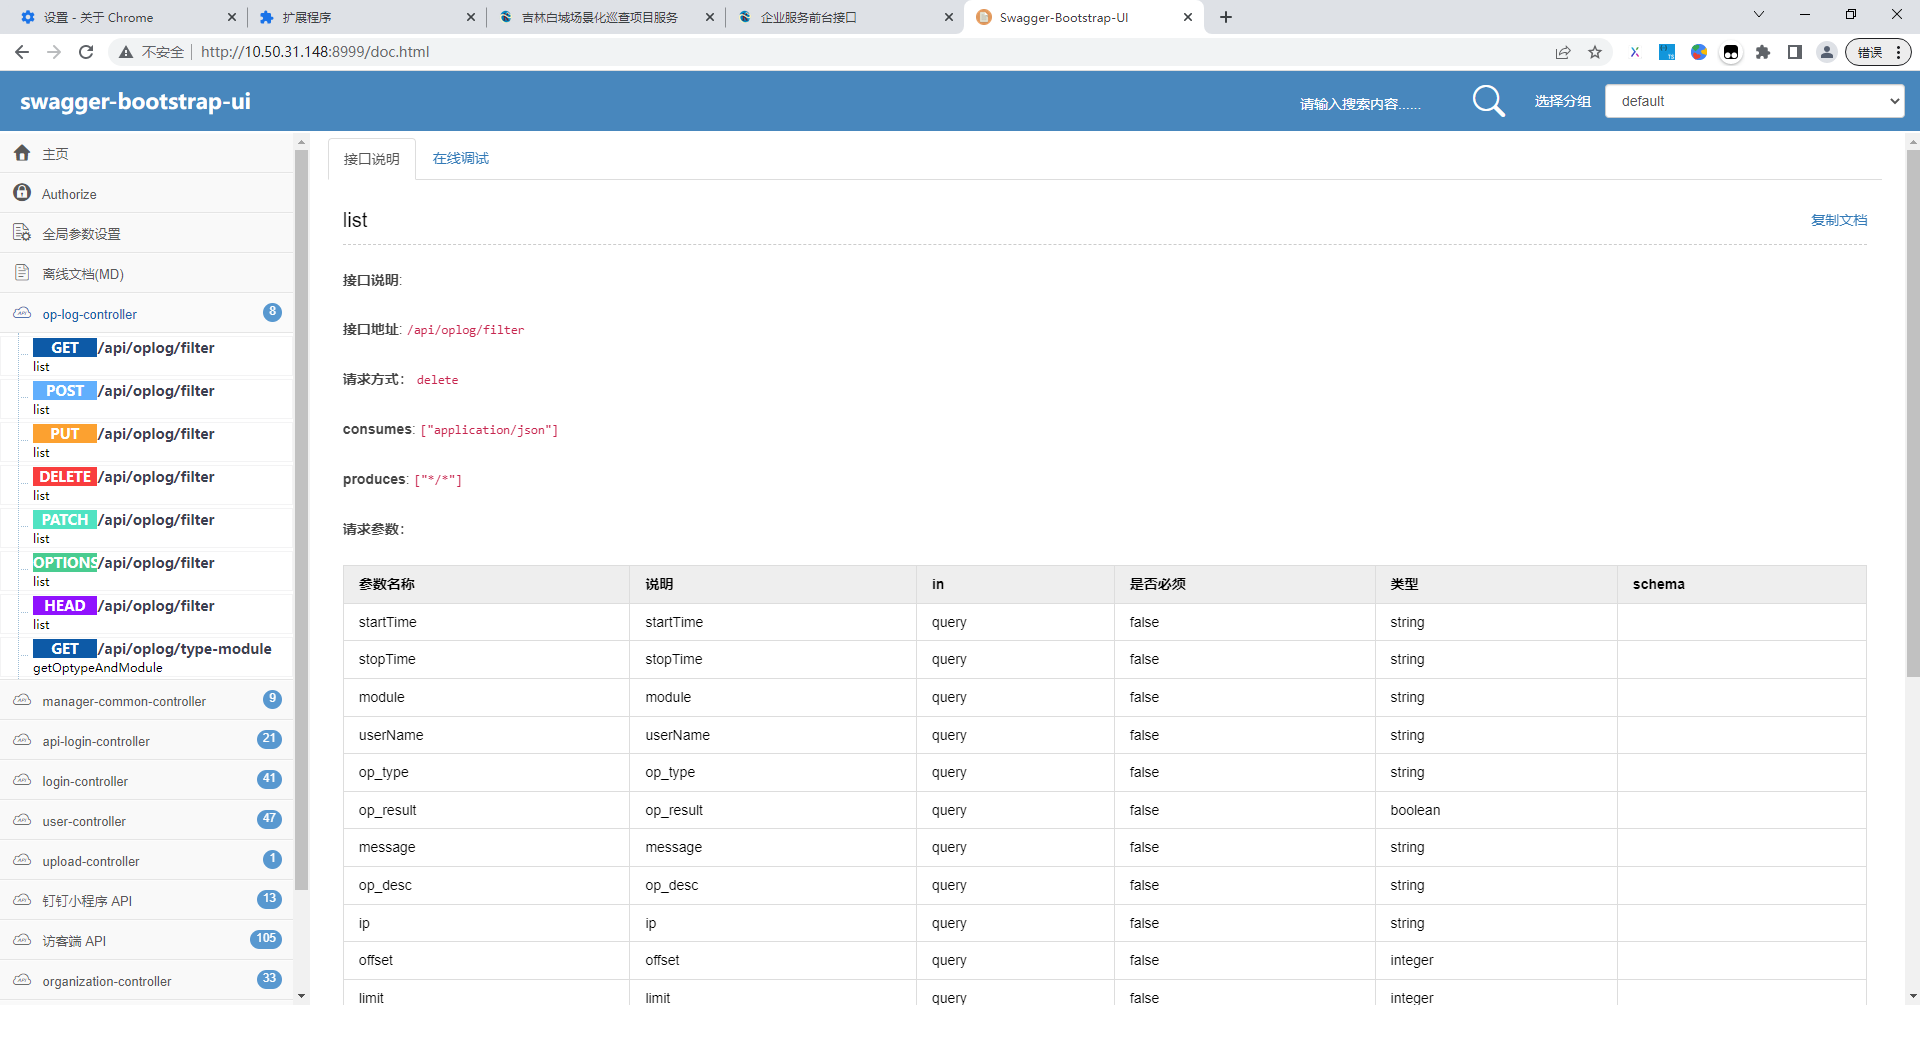 设置 - 关于 Chrome
扩展程序
吉林白城场景化巡查项目服务
企业服务前台接口
Swagger-Bootstrap-UI
不安全
http://10.50.31.148:8999/doc.html
错误
swagger-bootstrap-ui
请输入搜索内容......
选择分组
default
主页
Authorize
全局参数设置
离线文档(MD)
op-log-controller 8
GET /api/oplog/filter
list
POST /api/oplog/filter
list
PUT /api/oplog/filter
list
DELETE /api/oplog/filter
list
PATCH /api/oplog/filter
list
OPTIONS /api/oplog/filter
list
HEAD /api/oplog/filter
list
GET /api/oplog/type-module
getOptypeAndModule
manager-common-controller 9
api-login-controller 21
login-controller 41
user-controller 47
upload-controller 1
钉钉小程序 API 13
访客端 API 105
organization-controller 33
接口说明 在线调试
list 复制文档
接口说明:
接口地址: /api/oplog/filter
请求方式： delete
consumes: ["application/json"]
produces: ["*/*"]
请求参数：
参数名称 说明 in 是否必须 类型 schema
startTime startTime query false string
stopTime stopTime query false string
module module query false string
userName userName query false string
op_type op_type query false string
op_result op_result query false boolean
message message query false string
op_desc op_desc query false string
ip ip query false string
offset offset query false integer
limit limit query false integer